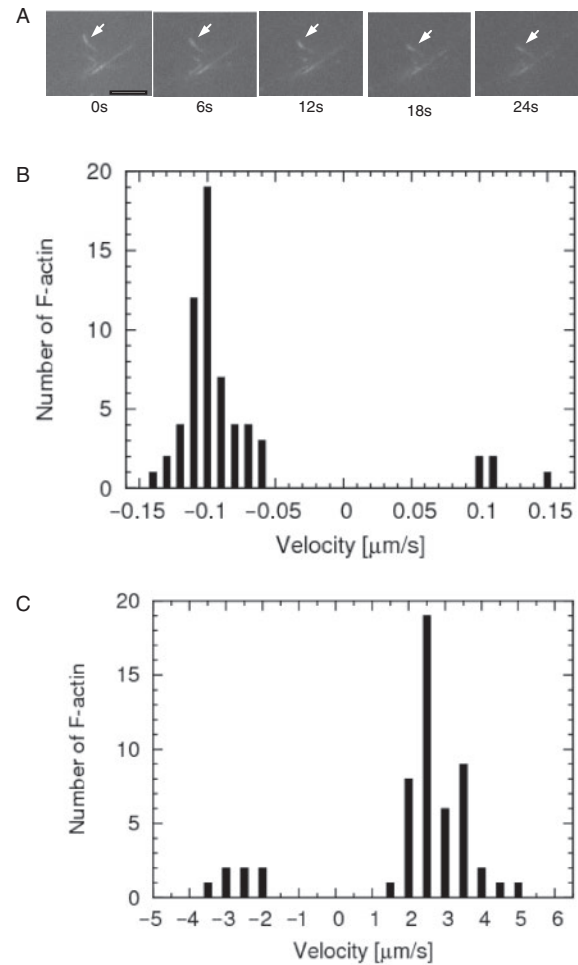 A
0s 6s 12s 18s 24s
B
20
15
10
5
0
Number of F-actin
−0.15 −0.1 −0.05 0 0.05 0.1 0.15
Velocity [μm/s]
C
20
15
10
5
0
Number of F-actin
−5 −4 −3 −2 −1 0 1 2 3 4 5 6
Velocity [μm/s]